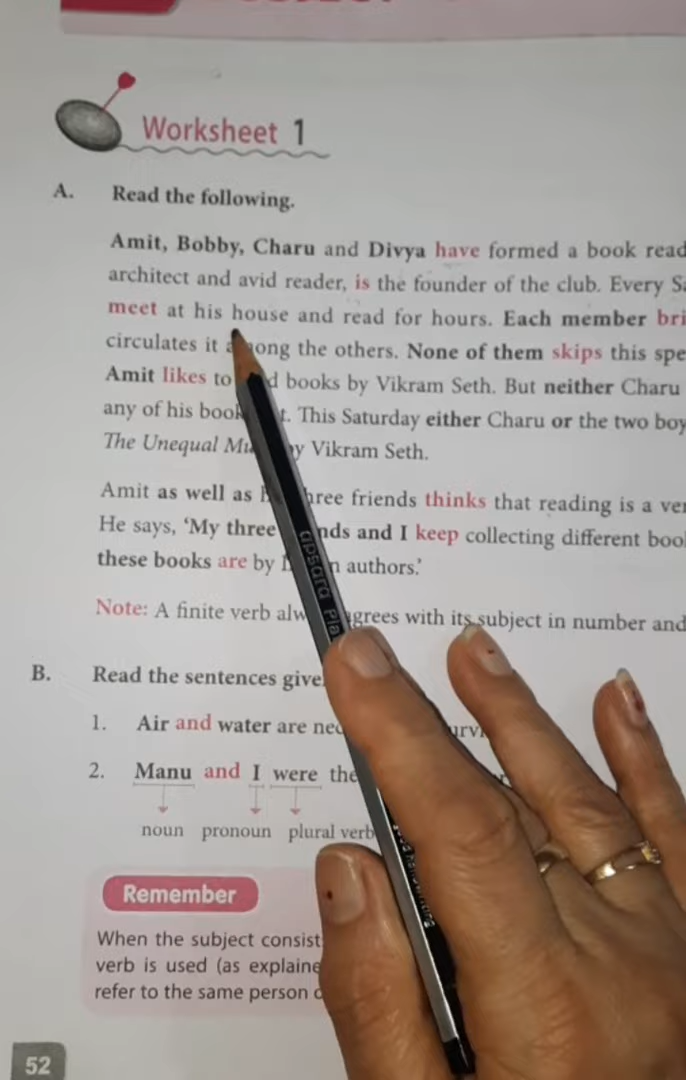 Worksheet 1
A. Read the following.
Amit, Bobby, Charu and Divya have formed a book read
architect and avid reader, is the founder of the club. Every
meet at his house and read for hours. Each member bri
circulates it among the others. None of them skips this spe
Amit likes to books by Vikram Seth. But neither Charu
any of his book This Saturday either Charu or the two boy
The Unequal by Vikram Seth.
Amit as well as three friends thinks that reading is a ver
He says, ‘My three and I keep collecting different boo
these books are by authors.’
Note: A finite verb agrees with its subject in number and
B. Read the sentences give
1. Air and water are nec
2. Manu and I were the
noun pronoun plural verb
Remember
When the subject consist
verb is used (as explaine
refer to the same person
52
apsara Pla